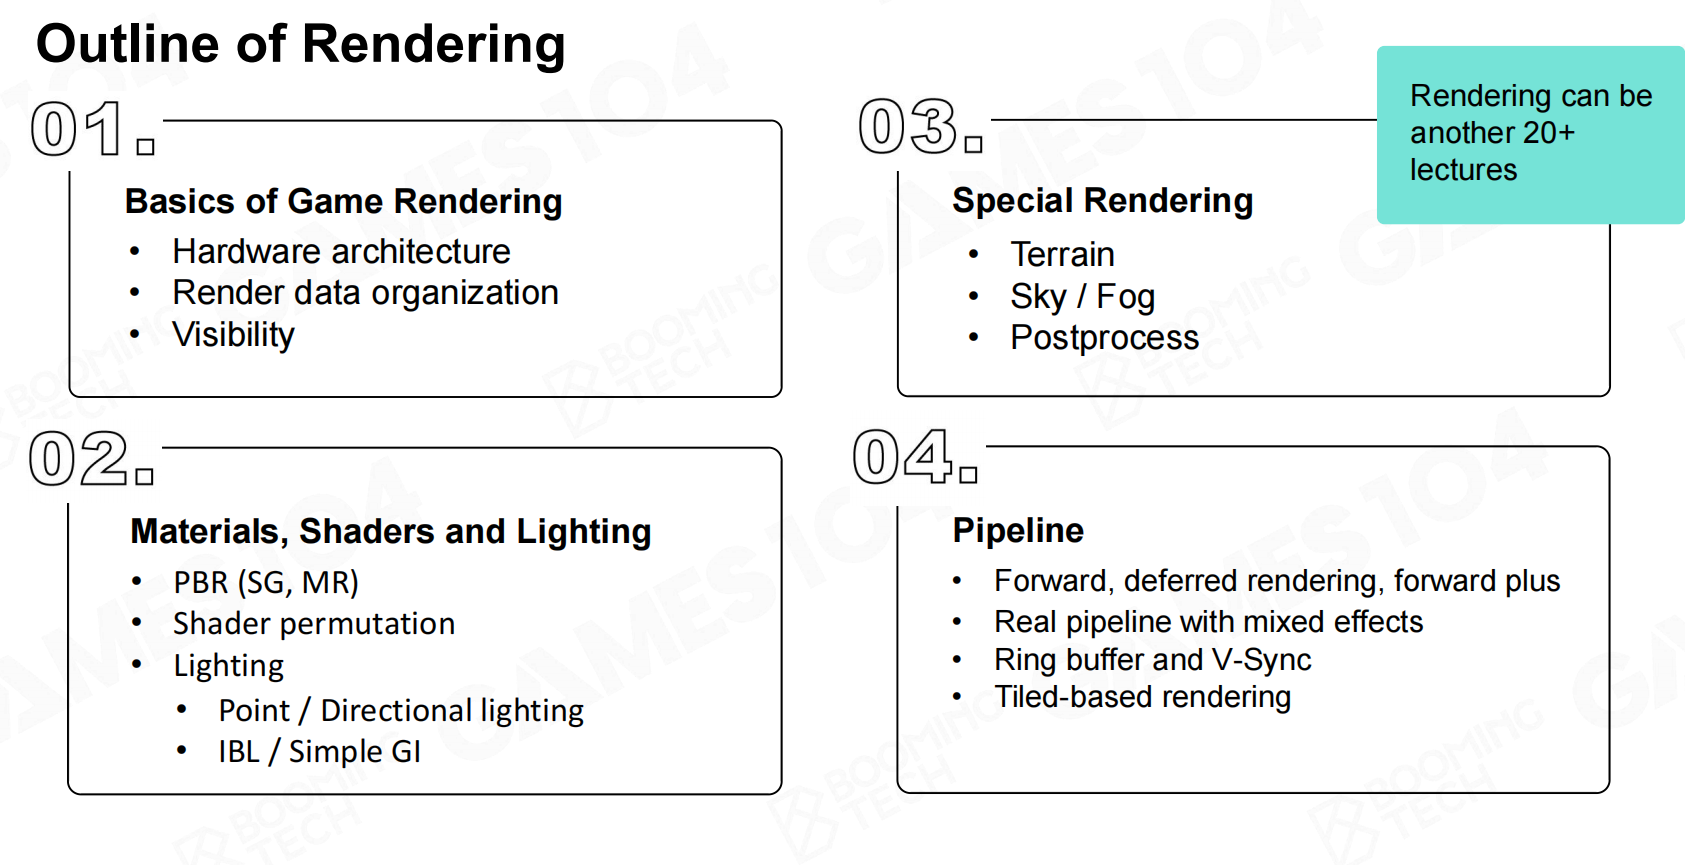 Outline of Rendering
01.
Basics of Game Rendering
• Hardware architecture
• Render data organization
• Visibility
02.
Materials, Shaders and Lighting
• PBR (SG, MR)
• Shader permutation
• Lighting
• Point / Directional lighting
• IBL / Simple GI
03.
Special Rendering
• Terrain
• Sky / Fog
• Postprocess
Rendering can be
another 20+
lectures
04.
Pipeline
• Forward, deferred rendering, forward plus
• Real pipeline with mixed effects
• Ring buffer and V-Sync
• Tiled-based rendering
GAMES104
BOOMING
TECH